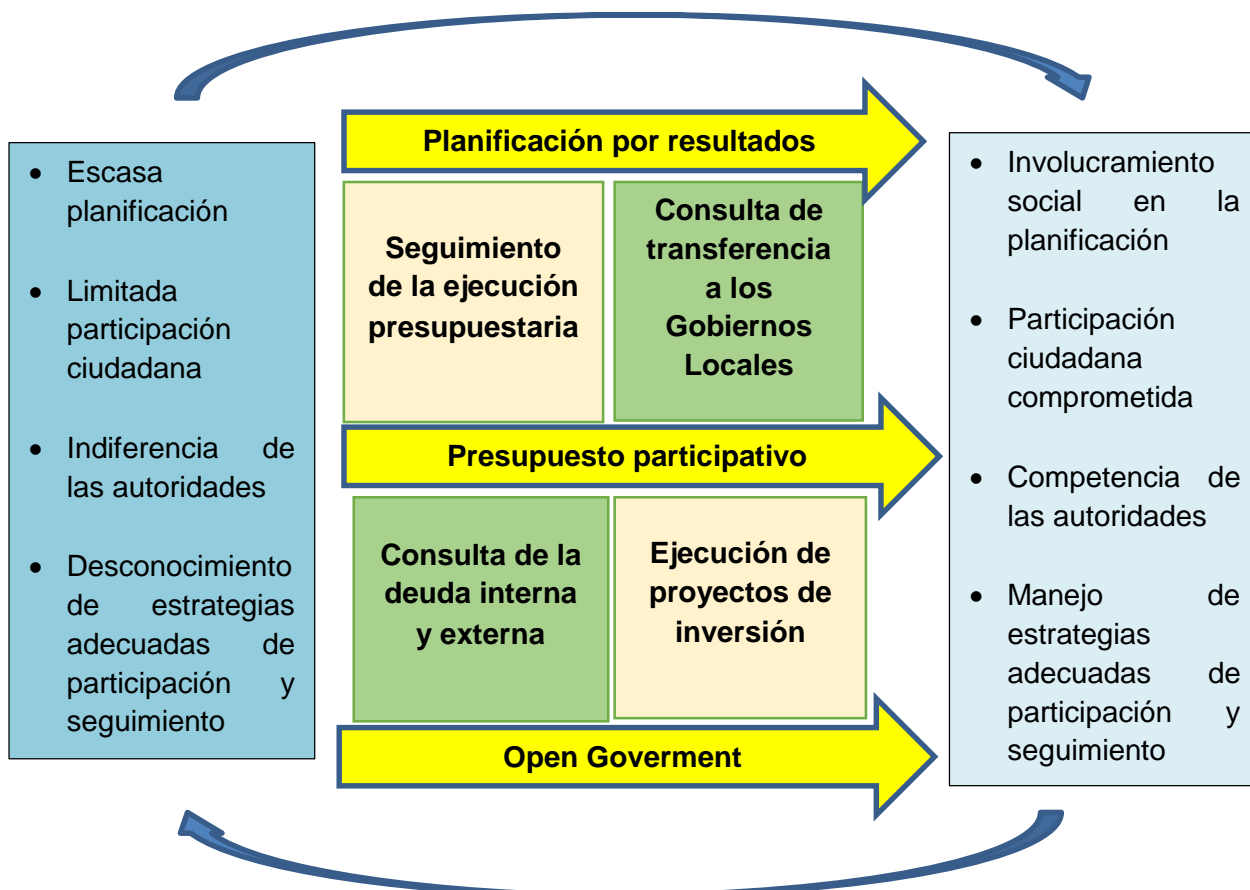 Escasa
planificación
Limitada
participación
ciudadana
Indiferencia de
las autoridades
Desconocimiento
de estrategias
adecuadas de
participación y
seguimiento
Planificación por resultados
Seguimiento
de la ejecución
presupuestaria
Consulta de
transferencia
a los
Gobiernos
Locales
Presupuesto participativo
Consulta de la
deuda interna
y externa
Ejecución de
proyectos de
inversión
Open Goverment
Involucramiento
social en la
planificación
Participación
ciudadana
comprometida
Competencia de
las autoridades
Manejo de
estrategias
adecuadas de
participación y
seguimiento